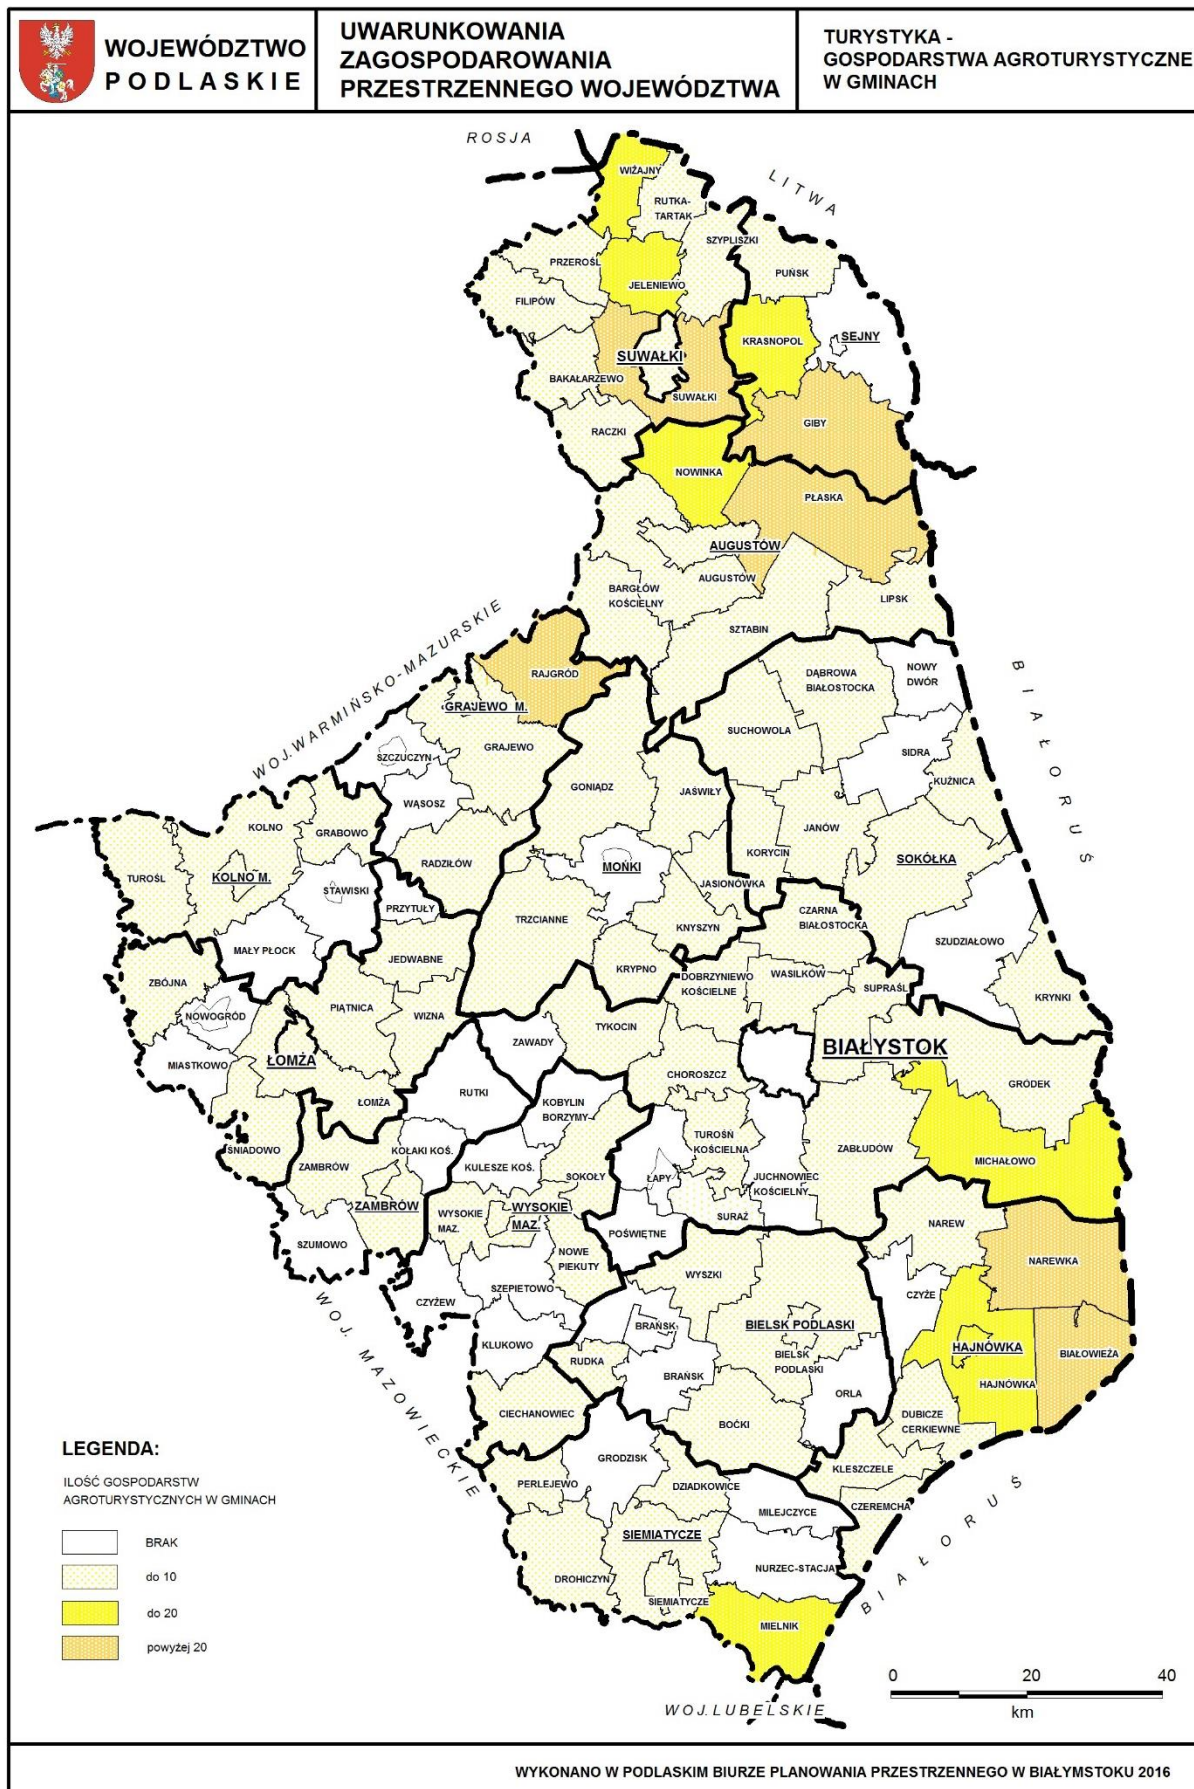 WOJEWÓDZTWO
PODLASKIE
UWARUNKOWANIA
ZAGOSPODAROWANIA
PRZESTRZENNEGO WOJEWÓDZTWA
TURYSTYKA -
GOSPODARSTWA AGROTURYSTYCZNE
W GMINACH
ROSJA
LITWA
WIŻAJNY
RUTKA-
TARTAK
SZYPLISZKI
PRZEROŚL
PUŃSK
JELENIEWO
FILIPÓW
KRASNOPOL
SEJNY
SUWAŁKI
BAKAŁARZEWO
SUWAŁKI
GIBY
RACZKI
NOWINKA
PŁASKA
AUGUSTÓW
AUGUSTÓW
BARGŁÓW
KOŚCIELNY
LIPSK
SZTABIN
WOJ.WARMIŃSKO-MAZURSKIE
BIAŁORUŚ
RAJGRÓD
DĄBROWA
BIAŁOSTOCKA
NOWY
DWÓR
GRAJEWO M.
SUCHOWOLA
GRAJEWO
SZCZUCZYN
SIDRA
KUŹNICA
GONIĄDZ
JAŚWIŁY
WĄSOSZ
KOLNO
GRABOWO
JANÓW
KORYCIN
SOKÓŁKA
RADZIŁÓW
MOŃKI
TUROŚL
KOLNO M.
STAWISKI
JASIONÓWKA
PRZYTUŁY
TRZCIANNE
CZARNA
BIAŁOSTOCKA
KNYSZYN
SZUDZIAŁOWO
MAŁY PŁOCK
JEDWABNE
KRYPNO
DOBRZYNIEWO
KOŚCIELNE
WASILKÓW
ZBÓJNA
SUPRAŚL
KRYNKI
NOWOGRÓD
PIĄTNICA
WIZNA
TYKOCIN
ZAWADY
BIAŁYSTOK
MIASTKOWO
ŁOMŻA
CHOROSZCZ
GRÓDEK
RUTKI
ŁOMŻA
KOBYLIN
BORZYMY
TUROŚŃ
KOŚCIELNA
ŚNIADOWO
KOŁAKI KOŚ.
ZABŁUDÓW
MICHAŁOWO
ZAMBRÓW
KULESZE KOŚ.
SOKOŁY
ŁAPY
JUCHNOWIEC
KOŚCIELNY
ZAMBRÓW
WYSOKIE
MAZ.
WYSOKIE
MAZ.
SURAŻ
NAREW
SZUMOWO
POŚWIĘTNE
NOWE
PIEKUTY
NAREWKA
WYSZKI
SZEPIETOWO
CZYŻE
CZYŻEW
BRAŃSK
BIELSK PODLASKI
KLUKOWO
HAJNÓWKA
BIAŁOWIEŻA
RUDKA
BIELSK
PODLASKI
BRAŃSK
HAJNÓWKA
ORLA
CIECHANOWIEC
BOĆKI
DUBICZE
CERKIEWNE
WOJ. MAZOWIECKIE
GRODZISK
KLESZCZELE
PERLEJEWO
DZIADKOWICE
CZEREMCHA
MILEJCZYCE
SIEMIATYCZE
NURZEC-STACJA
DROHICZYN
SIEMIATYCZE
BIAŁORUŚ
MIELNIK
WOJ.LUBELSKIE
LEGENDA:
ILOŚĆ GOSPODARSTW
AGROTURYSTYCZNYCH W GMINACH
BRAK
do 10
do 20
powyżej 20
0 20 40
km
WYKONANO W PODLASKIM BIURZE PLANOWANIA PRZESTRZENNEGO W BIAŁYMSTOKU 2016